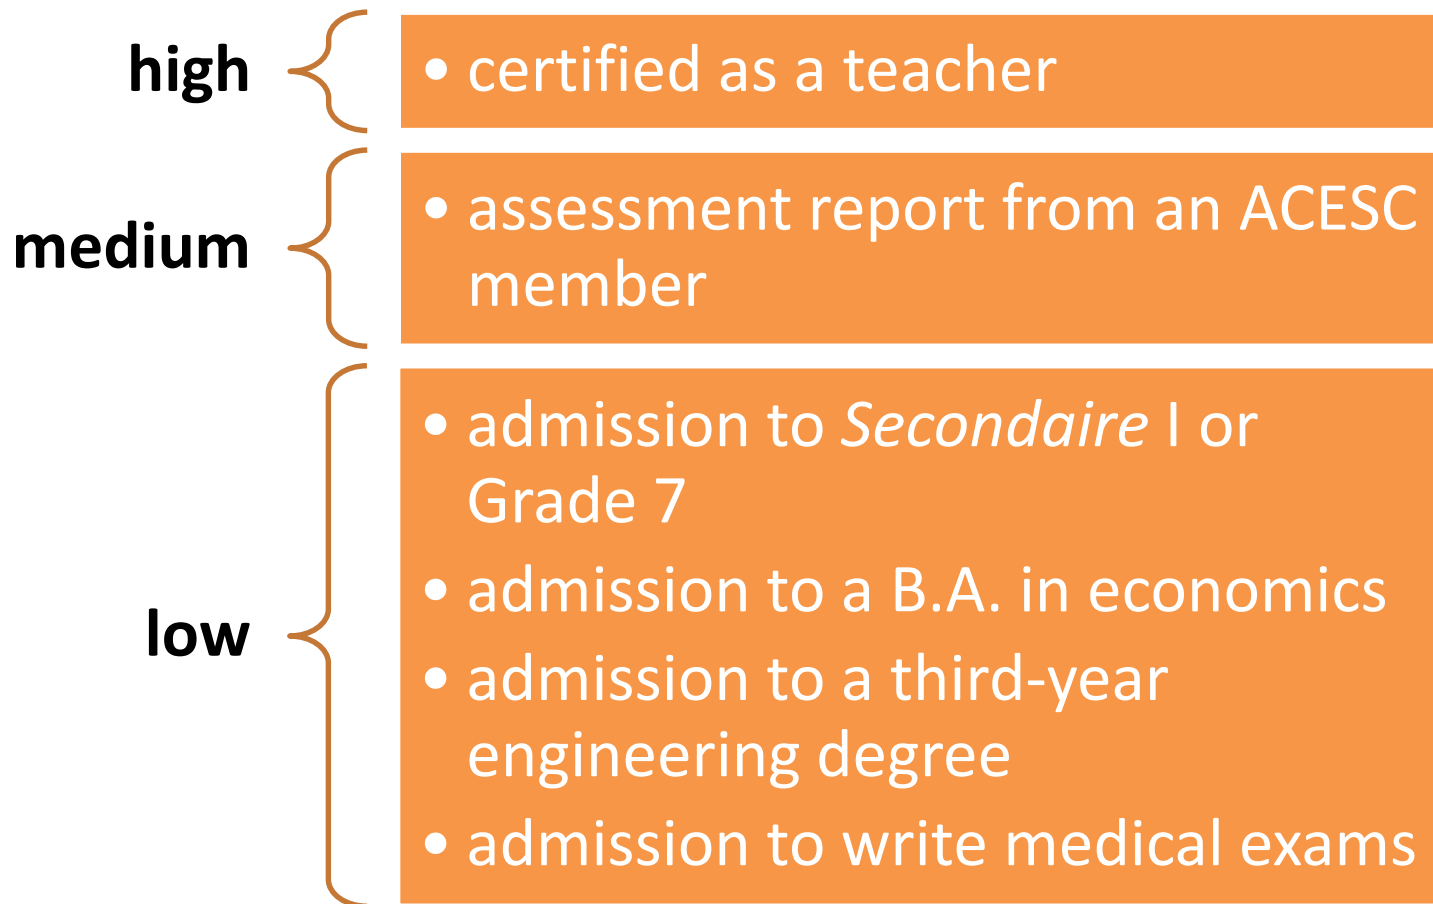 high
• certified as a teacher
medium
• assessment report from an ACESC
member
low
• admission to Secondaire I or
Grade 7
• admission to a B.A. in economics
• admission to a third-year
engineering degree
• admission to write medical exams